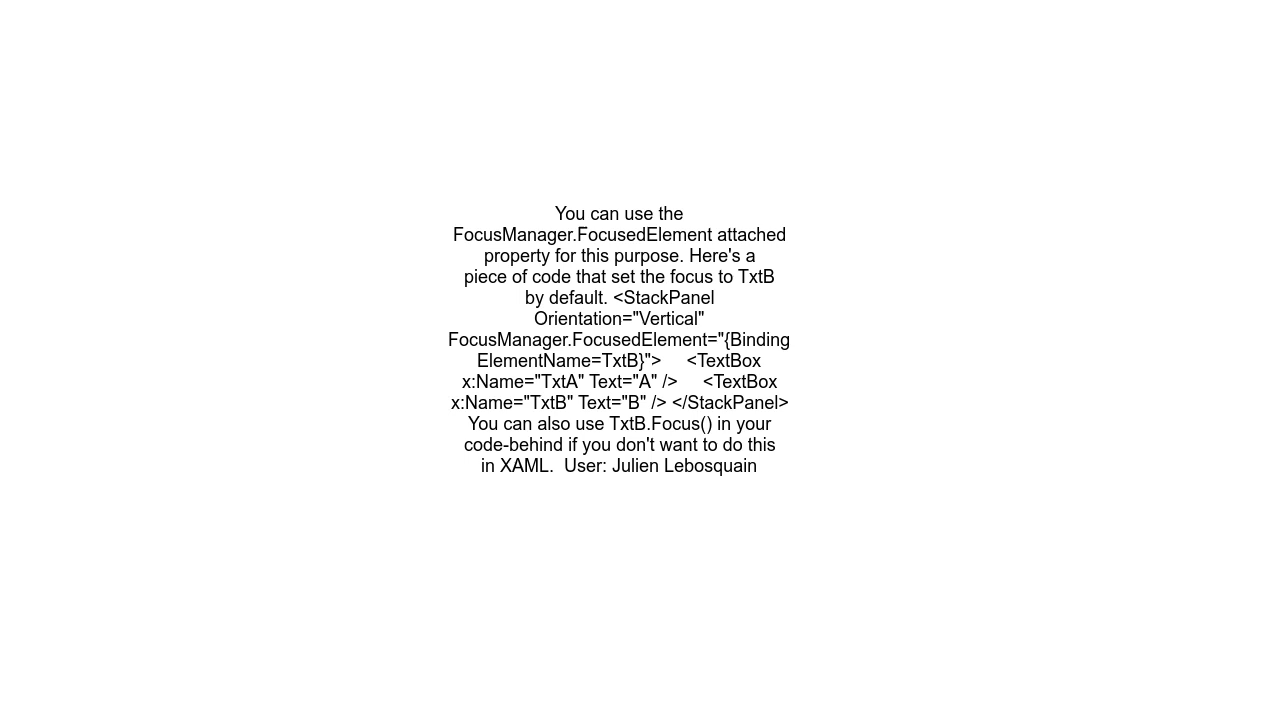 You can use the
FocusManager.FocusedElement attached
property for this purpose. Here's a
piece of code that set the focus to TxtB
by default. <StackPanel
Orientation="Vertical"
FocusManager.FocusedElement="{Binding
ElementName=TxtB}">     <TextBox
x:Name="TxtA" Text="A" />     <TextBox
x:Name="TxtB" Text="B" /> </StackPanel>
You can also use TxtB.Focus() in your
code-behind if you don't want to do this
in XAML.  User: Julien Lebosquain